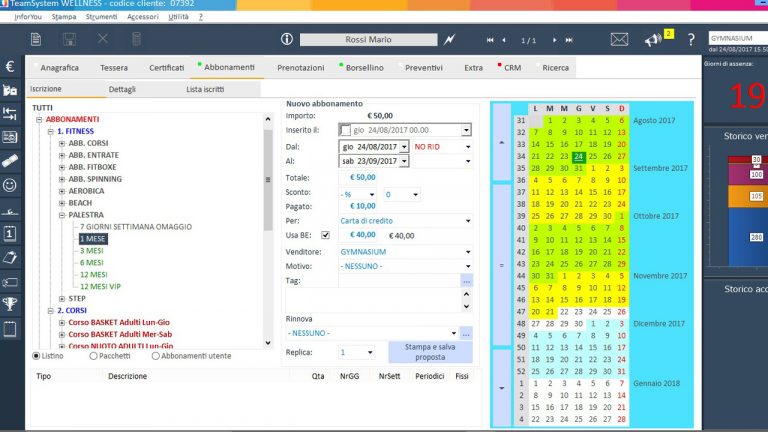 TeamSystem WELLNESS - codice cliente: 07392
InforYou Stampa Strumenti Accessori Utilità ?
Rossi Mario
1 / 1
2
?
GYMNASIUM
dal 24/08/2017 15.50
Anagrafica Tessera Certificati Abbonamenti Prenotazioni Borsellino Preventivi Extra CRM Ricerca
Giorni di assenza:
19
Iscrizione Dettagli Lista iscritti
TUTTI
ABBONAMENTI
1. FITNESS
ABB. CORSI
ABB. ENTRATE
ABB. FITBOXE
ABB. SPINNING
AEROBICA
BEACH
PALESTRA
7 GIORNI SETTIMANA OMAGGIO
1 MESE
3 MESI
6 MESI
12 MESI
12 MESI VIP
STEP
2. CORSI
Corso BASKET Adulti Lun-Gio
Corso BASKET Adulti Mer-Sab
Corso NUOTO ADULTI Lun-Gio
Listino Pacchetti Abbonamenti utente
Nuovo abbonamento
Importo: € 50,00
Inserito il: gio 24/08/2017 00.00
Dal: gio 24/08/2017 NO RID
Al: sab 23/09/2017
Totale: € 50,00
Sconto: - % 0
Pagato: € 10,00
Per: Carta di credito
Usa BE: € 40,00 € 40,00
Venditore: GYMNASIUM
Motivo: - NESSUNO -
Tag:
...
Rinnova
- NESSUNO -
...
Replica: 1
Stampa e salva
proposta
L M M G V S D
31 1 2 3 4 5 6 Agosto 2017
32 7 8 9 10 11 12 13
33 14 15 16 17 18 19 20
34 21 22 23 24 25 26 27
35 28 29 30 31 1 2 3 Settembre 2017
36 4 5 6 7 8 9 10
37 11 12 13 14 15 16 17
38 18 19 20 21 22 23 24
39 25 26 27 28 29 30 1 Ottobre 2017
40 2 3 4 5 6 7 8
41 9 10 11 12 13 14 15
42 16 17 18 19 20 21 22
43 23 24 25 26 27 28 29
44 30 31 1 2 3 4 5 Novembre 2017
45 6 7 8 9 10 11 12
46 13 14 15 16 17 18 19
47 20 21 22 23 24 25 26
48 27 28 29 30 1 2 3 Dicembre 2017
49 4 5 6 7 8 9 10
50 11 12 13 14 15 16 17
51 18 19 20 21 22 23 24
52 25 26 27 28 29 30 31
1 1 2 3 4 5 6 7 Gennaio 2018
2 8 9 10 11 12 13 14
3 15 16 17 18 19 20 21
4 22 23 24 25 26 27 28
Storico ven
30
100
105
280
Storico acc
Tipo Descrizione Qta NrGG NrSett Periodici Fissi